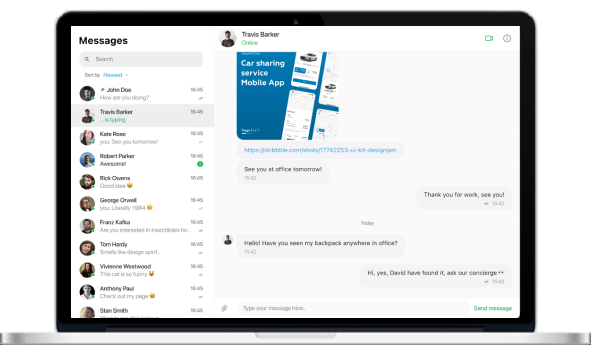 Messages
Search
Sort by Newest
# John Doe 16:45
How are you doing?
Travis Barker 16:45
... is typing
Kate Rose 16:45
you: See you tomorrow!
Robert Parker 16:45
Awesome!
Rick Owens 16:45
Good idea 🤩
George Orwell 16:45
you: Literally 1984 😁
Franz Kafka 16:45
Are you interested in insectitides for..
Tom Hardy 16:45
Smells like design spirit..
Vivienne Westwood 16:45
This cat is so funny 😸
Anthony Paul 16:45
Check out my page 🤩
Stan Smith 16:45
Travis Barker
Online
Car sharing
service
Mobile App
https://dribbble.com/shots/17742253-ui-kit-designjam
See you at office tomorrow!
15:42
Thank you for work, see you!
15:42
Today
Hello! Have you seen my backpack anywhere in office?
15:42
Hi, yes, David have found it, ask our concierge 👀
15:42
Type your message here..
Send message